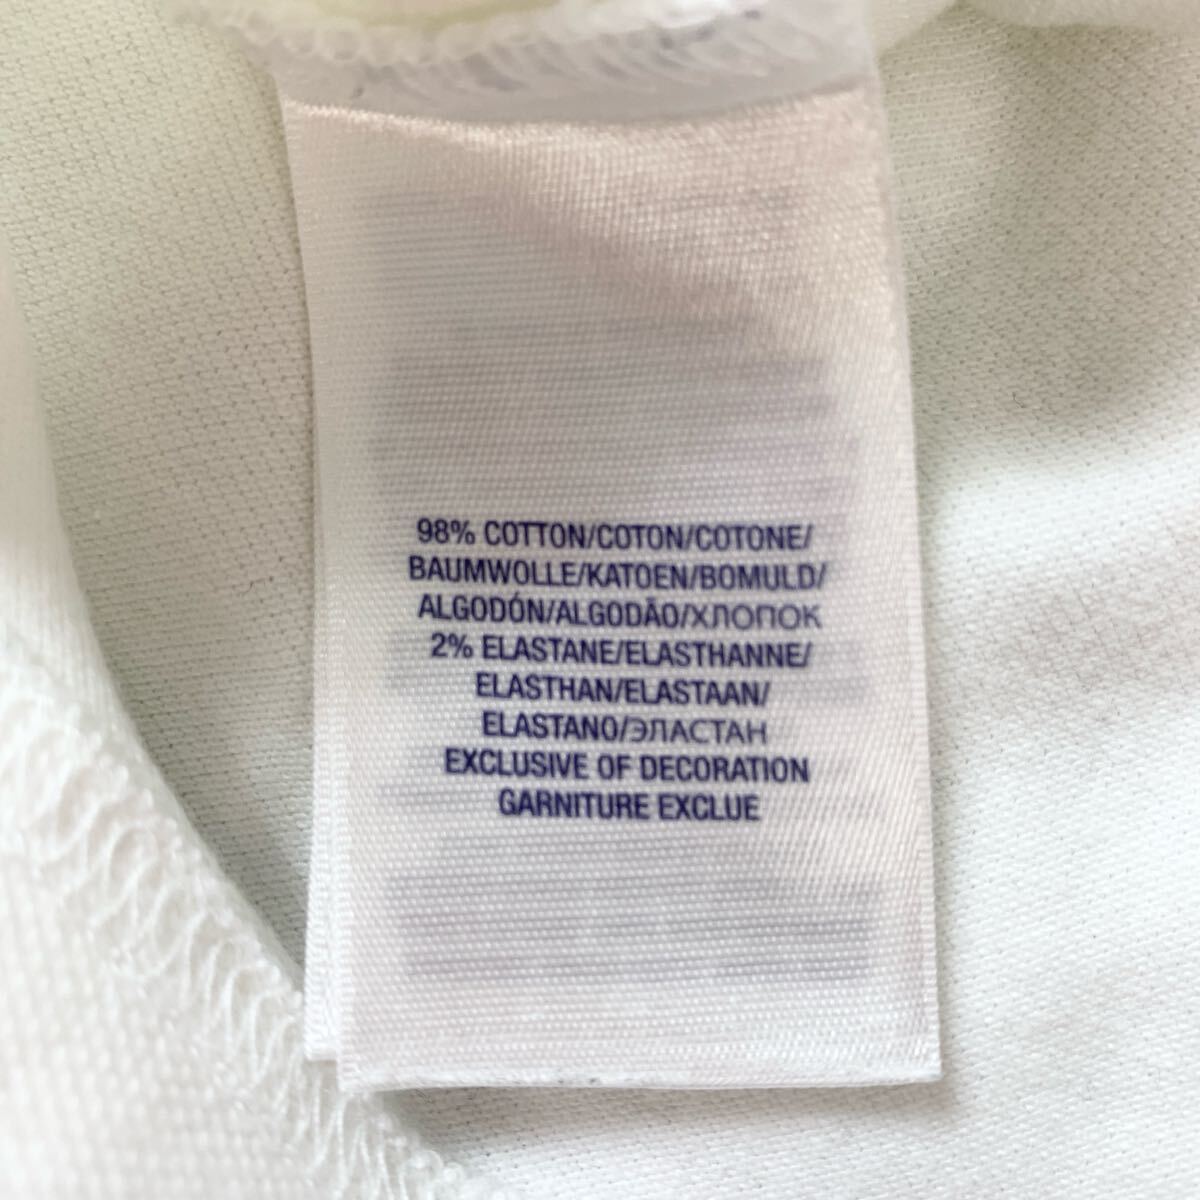 98% COTTON/COTON/COTONE/
BAUMWOLLE/KATOEN/BOMULD/
ALGODÓN/ALGODÃO/ХЛОПОК
2% ELASTANE/ELASTHANNE/
ELASTHAN/ELASTAAN/
ELASTANO/ЭЛАСТАН
EXCLUSIVE OF DECORATION
GARNITURE EXCLUE